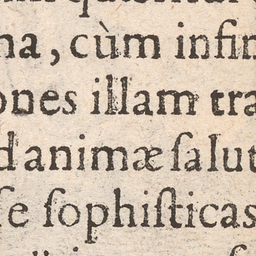 na, cùm infin
ones illam tra
d animæ ſalut
ſe ſophiſticas